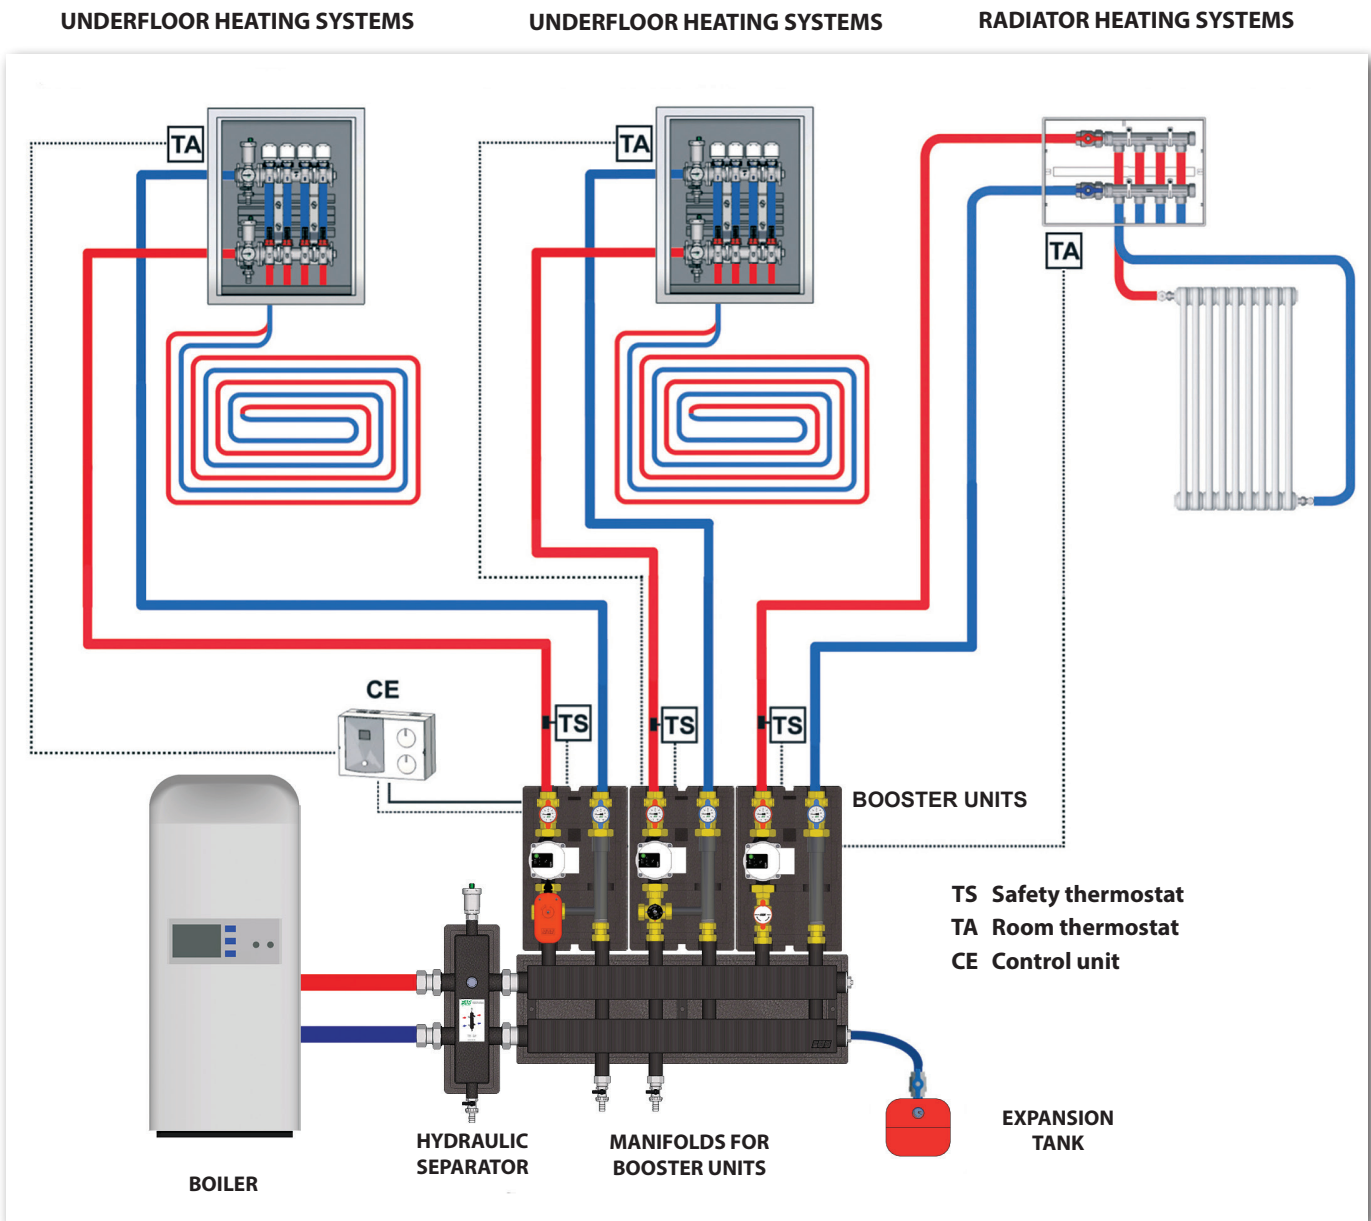 UNDERFLOOR HEATING SYSTEMS
UNDERFLOOR HEATING SYSTEMS
RADIATOR HEATING SYSTEMS
TA
TA
TA
CE
TS
TS
TS
BOOSTER UNITS
TS Safety thermostat
TA Room thermostat
CE Control unit
HYDRAULIC
SEPARATOR
MANIFOLDS FOR
BOOSTER UNITS
EXPANSION
TANK
BOILER